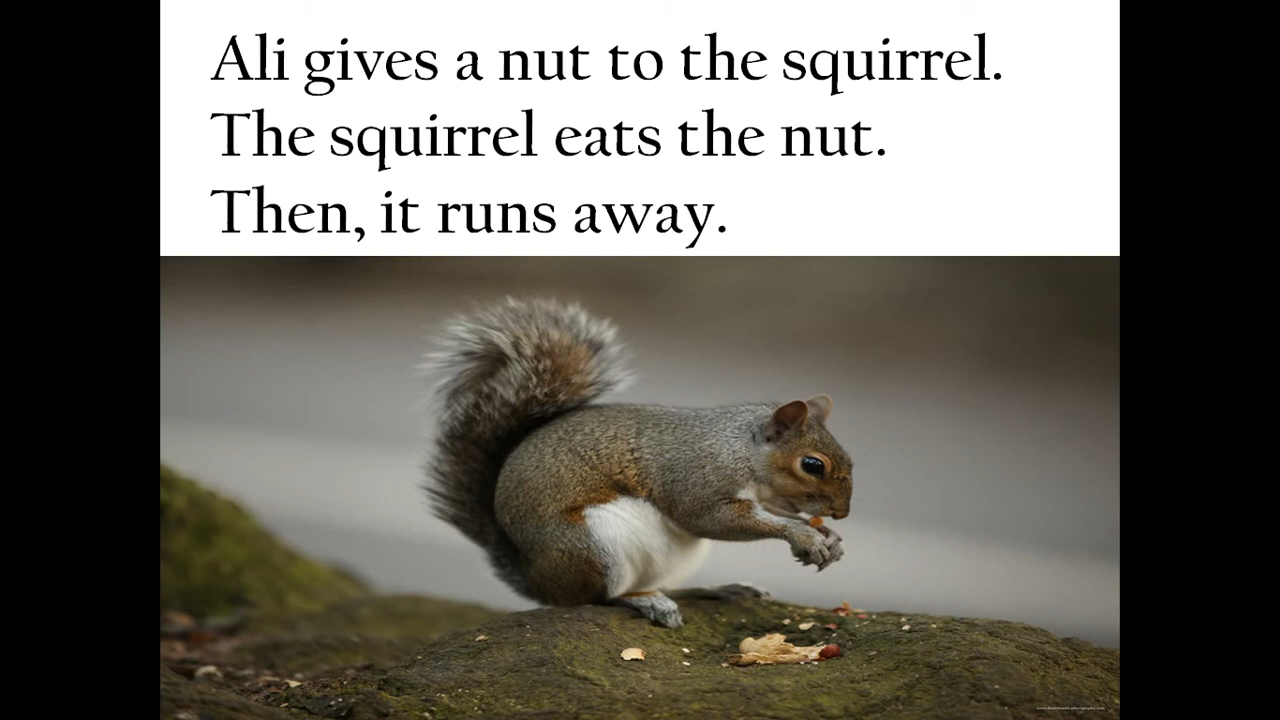 Ali gives a nut to the squirrel.
The squirrel eats the nut.
Then, it runs away.